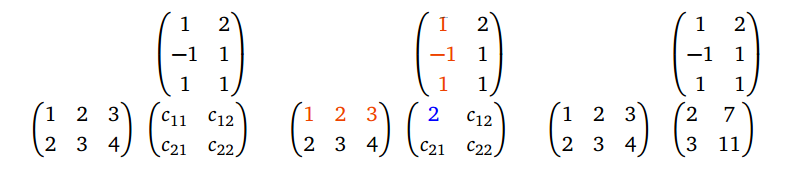 1 2 1 2 1 2
−1 1 −1 1 −1 1
1 1 1 1 1 1
1 2 3 c₁₁ c₁₂ 1 2 3 2 c₁₂ 1 2 3 2 7
2 3 4 c₂₁ c₂₂ 2 3 4 c₂₁ c₂₂ 2 3 4 3 11